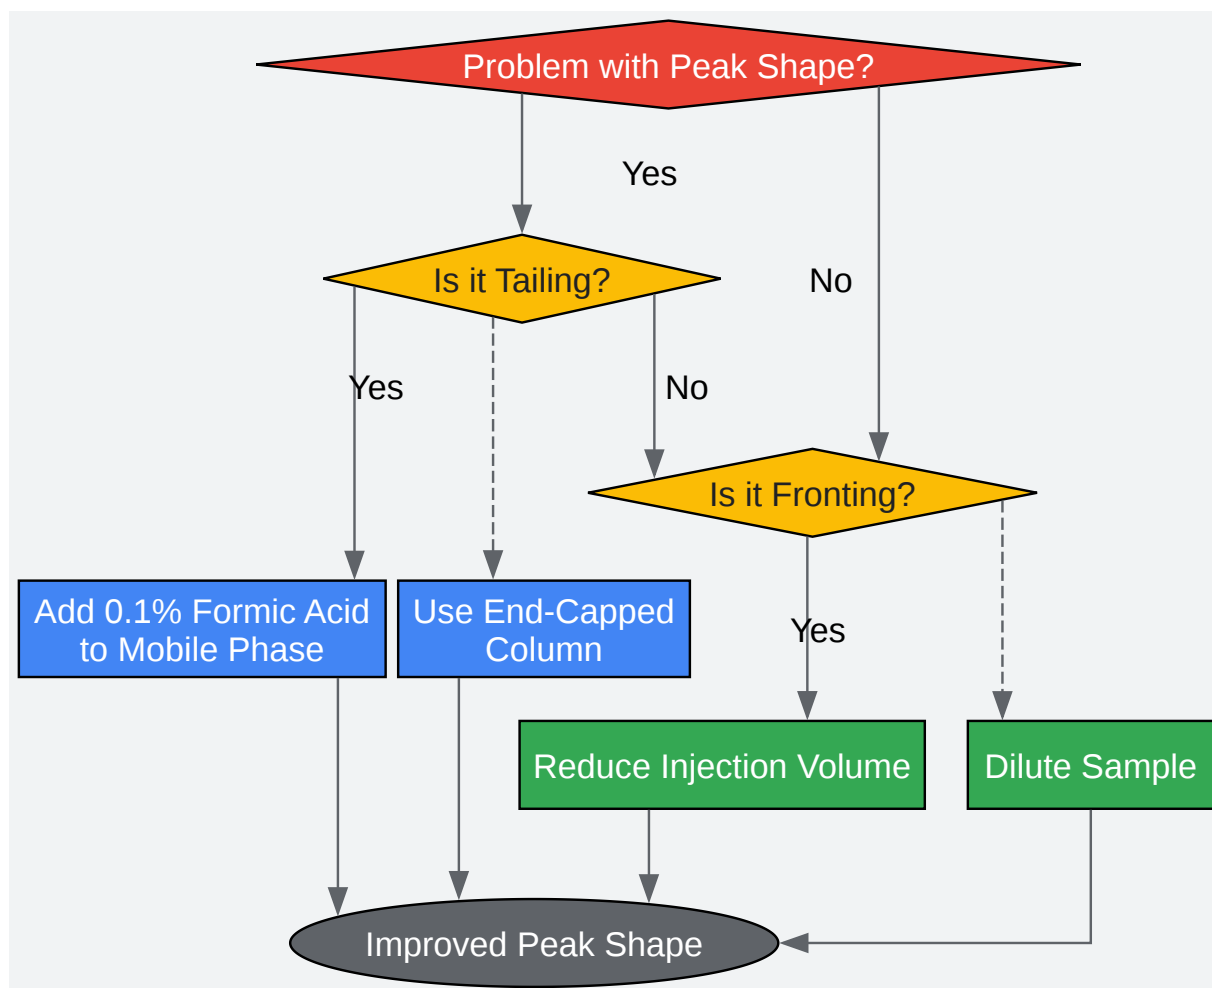 Problem with Peak Shape?
Yes
Is it Tailing?
No
Yes
No
Is it Fronting?
Add 0.1% Formic Acid
to Mobile Phase
Use End-Capped
Column
Yes
Reduce Injection Volume
Dilute Sample
Improved Peak Shape